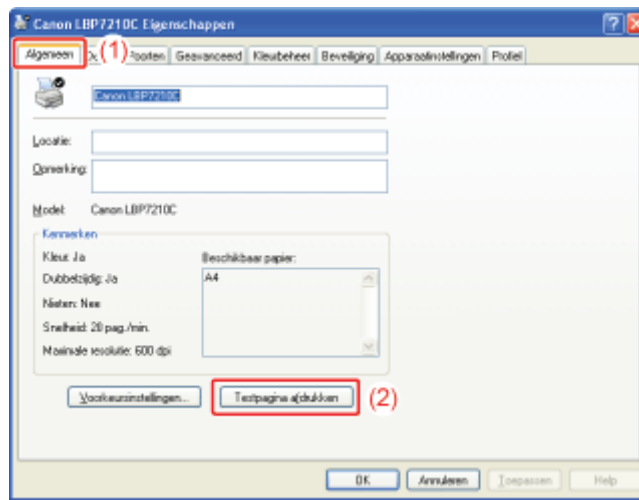 Canon LBP7210C Eigenschappen
Algemeen (1) Poorten Geavanceerd Kleurbeheer Beveiliging Apparaatinstellingen Profiel
Canon LBP7210C
Locatie:
Opmerking:
Model: Canon LBP7210C
Kenmerken
Kleur: Ja Beschikbaar papier:
Dubbelzijdig: Ja A4
Nieten: Nee
Snelheid: 20 pag./min.
Maximale resolutie: 600 dpi
Voorkeursinstellingen... Testpagina afdrukken (2)
OK Annuleren Toepassen Help